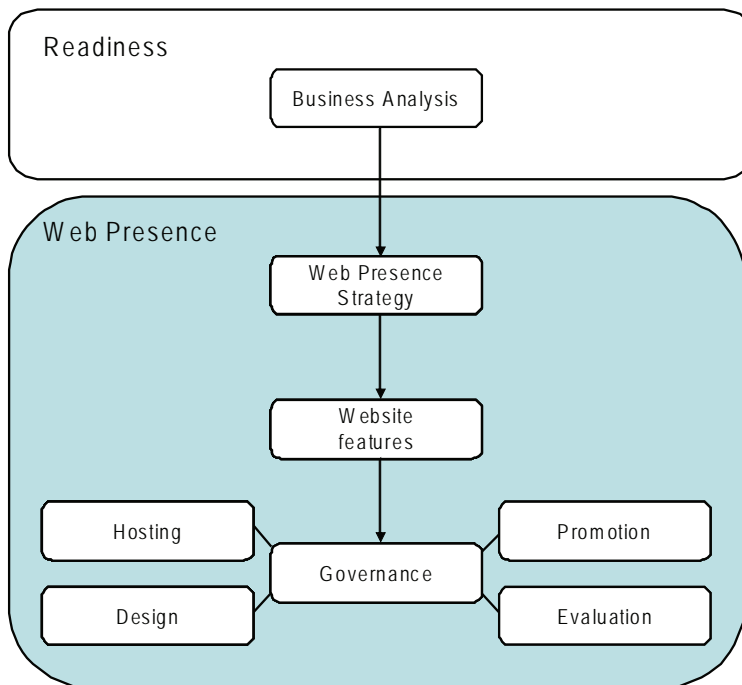 Readiness
Business Analysis
Web Presence
Web Presence
Strategy
Website
features
Hosting
Promotion
Governance
Design
Evaluation